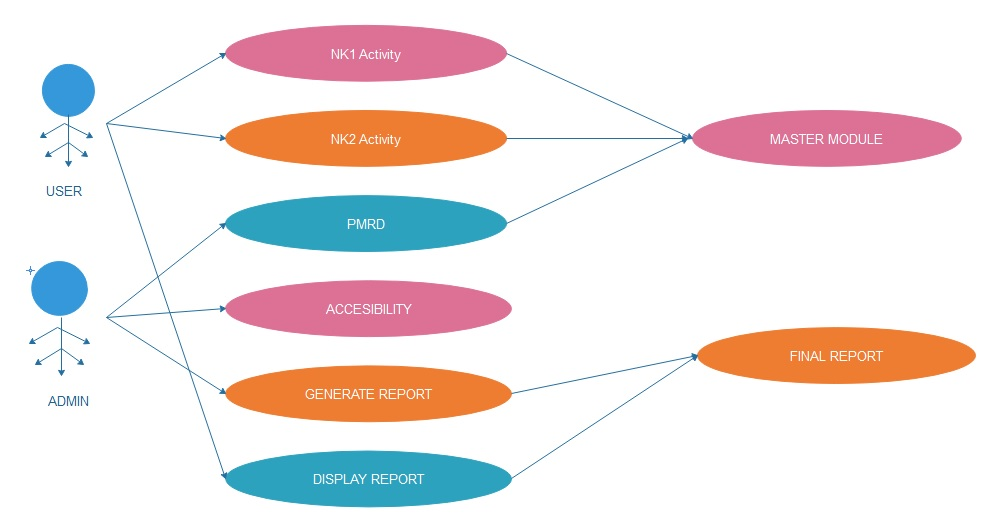 NK1 Activity
NK2 Activity
MASTER MODULE
USER
PMRD
ACCESIBILITY
FINAL REPORT
GENERATE REPORT
ADMIN
DISPLAY REPORT